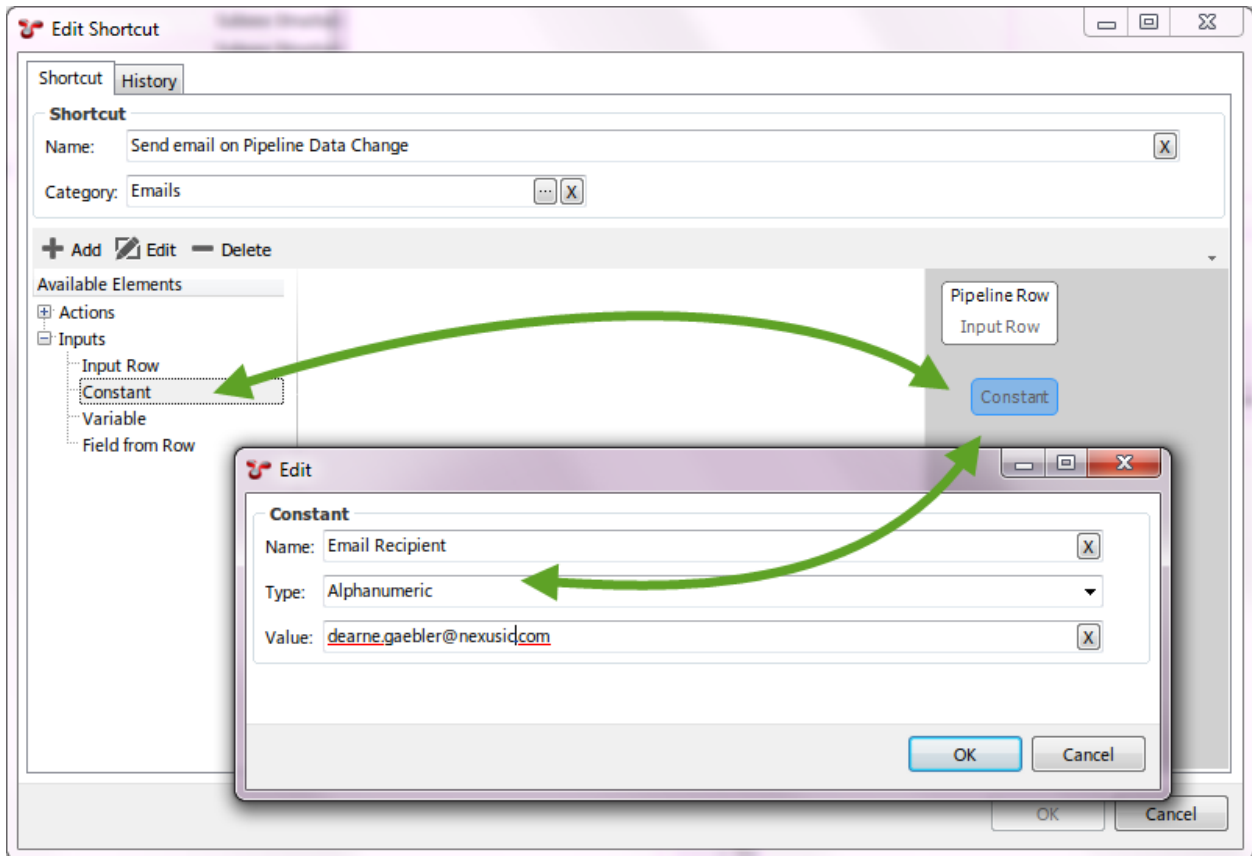 Edit Shortcut
Shortcut History
Shortcut
Name: Send email on Pipeline Data Change X
Category: Emails ... X
Add Edit Delete
Available Elements
Actions
Inputs
Input Row
Constant
Variable
Field from Row
Pipeline Row
Input Row
Constant
Edit
Constant
Name: Email Recipient X
Type: Alphanumeric
Value: dearne.gaebler@nexusic.com X
OK Cancel
OK Cancel